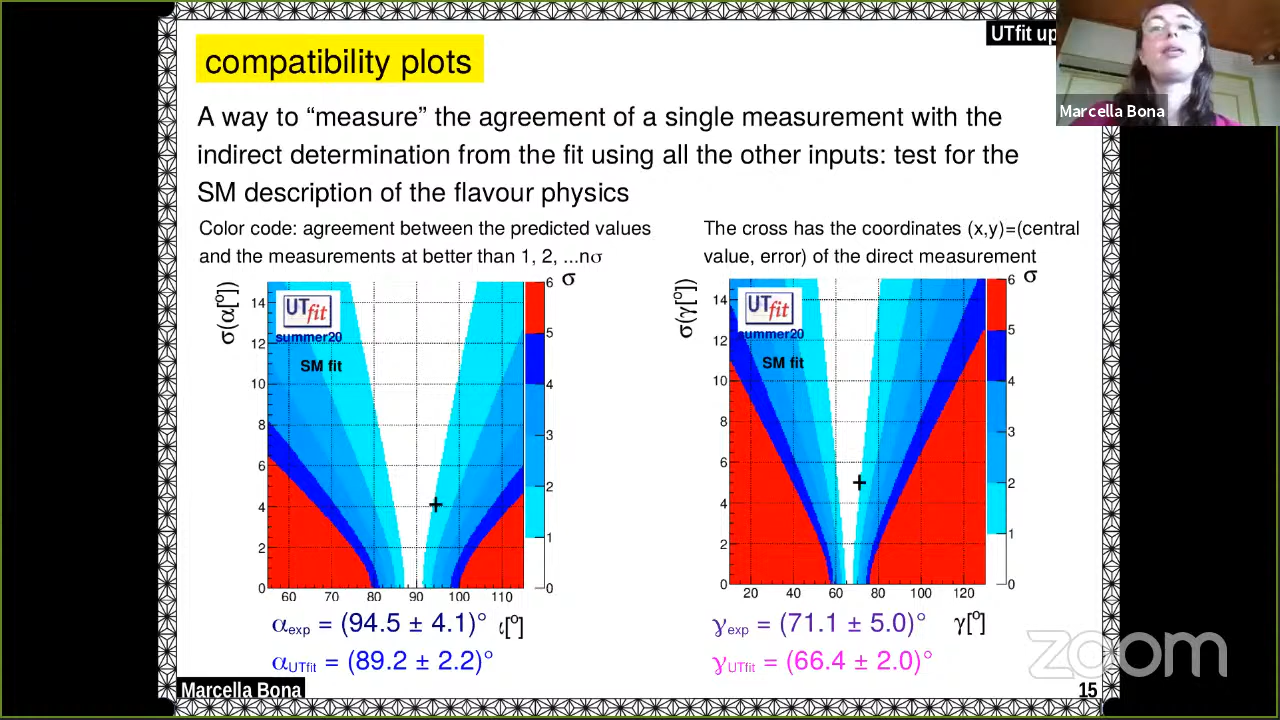 compatibility plots
UTfit up
Marcella Bona
A way to “measure” the agreement of a single measurement with the
indirect determination from the fit using all the other inputs: test for the
SM description of the flavour physics
Color code: agreement between the predicted values
and the measurements at better than 1, 2, ...nσ
The cross has the coordinates (x,y)=(central
value, error) of the direct measurement
σ(α[º])
14
12
10
8
6
4
2
0
UTfit
summer20
SM fit
60 70 80 90 100 110
σ
6
5
4
3
2
1
0
αexp = (94.5 ± 4.1)° [º]
αUTfit = (89.2 ± 2.2)°
σ(γ[º])
14
12
10
8
6
4
2
0
UTfit
summer20
SM fit
20 40 60 80 100 120
σ
6
5
4
3
2
1
0
γexp = (71.1 ± 5.0)° γ[º]
γUTfit = (66.4 ± 2.0)°
zoom
Marcella Bona
15